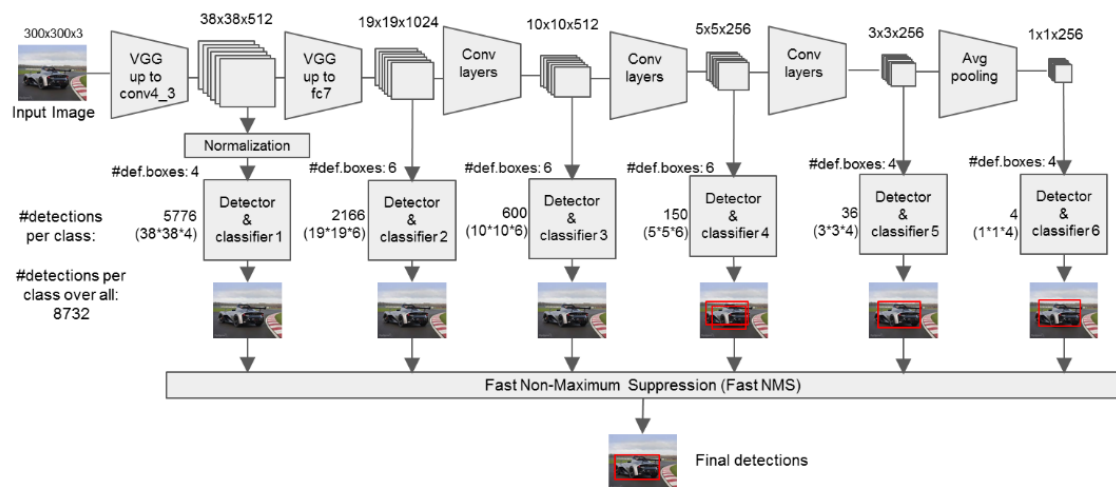 300x300x3
Input Image
VGG
up to
conv4_3
38x38x512
VGG
up to
fc7
19x19x1024
Conv
layers
10x10x512
Conv
layers
5x5x256
Conv
layers
3x3x256
Avg
pooling
1x1x256
Normalization
#def.boxes: 4
#def.boxes: 6
#def.boxes: 6
#def.boxes: 6
#def.boxes: 4
#def.boxes: 4
#detections
per class:
5776
(38*38*4)
Detector
&
classifier 1
2166
(19*19*6)
Detector
&
classifier 2
600
(10*10*6)
Detector
&
classifier 3
150
(5*5*6)
Detector
&
classifier 4
36
(3*3*4)
Detector
&
classifier 5
4
(1*1*4)
Detector
&
classifier 6
#detections per
class over all:
8732
Fast Non-Maximum Suppression (Fast NMS)
Final detections